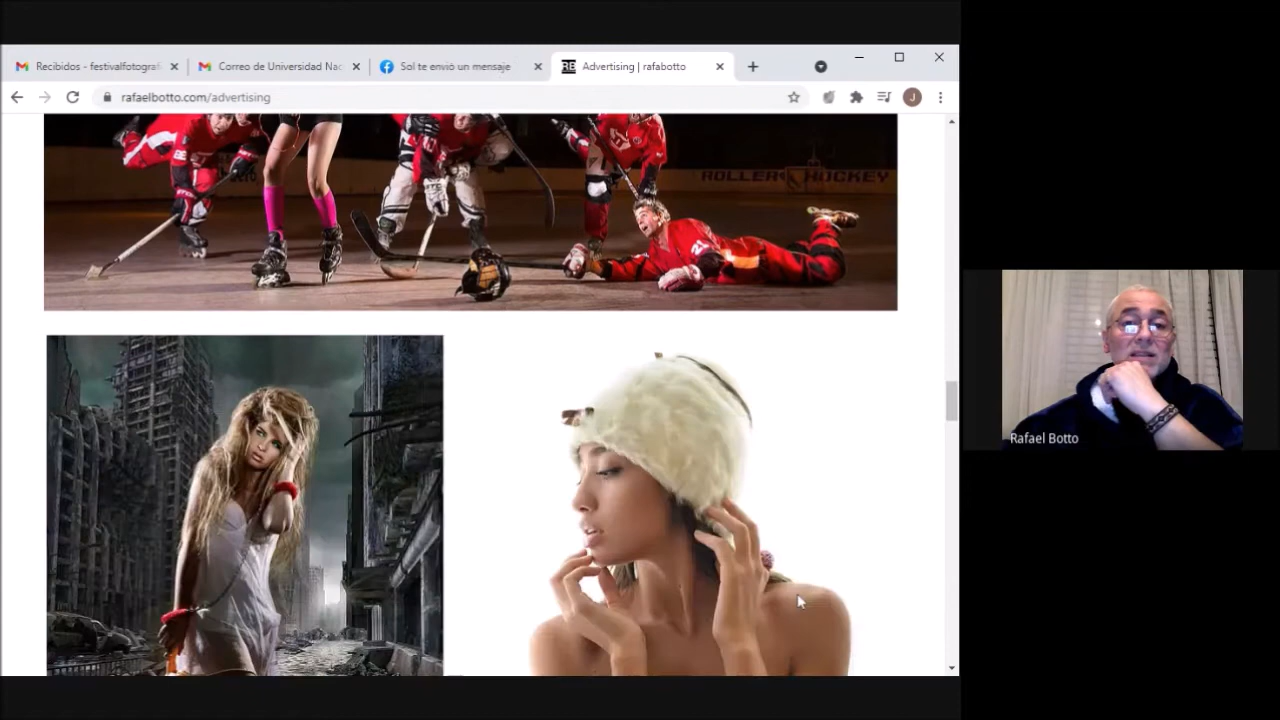 Recibidos - festivalfotograf
Correo de Universidad Nac
Sol te envió un mensaje
RB
Advertising | rafabotto
J
rafaelbotto.com/advertising
ROLLER HOCKEY
Rafael Botto